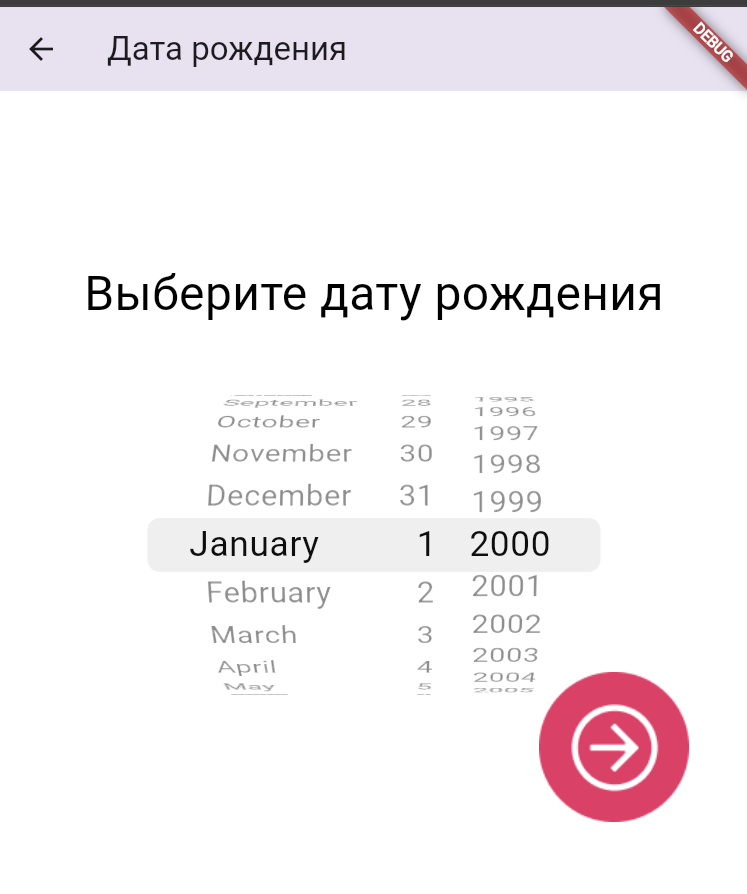 Дата рождения
DEBUG
Выберите дату рождения
1995
September 28 1996
October 29 1997
November 30 1998
December 31 1999
January 1 2000
February 2 2001
March 3 2002
April 4 2003
May 5 2004
2005